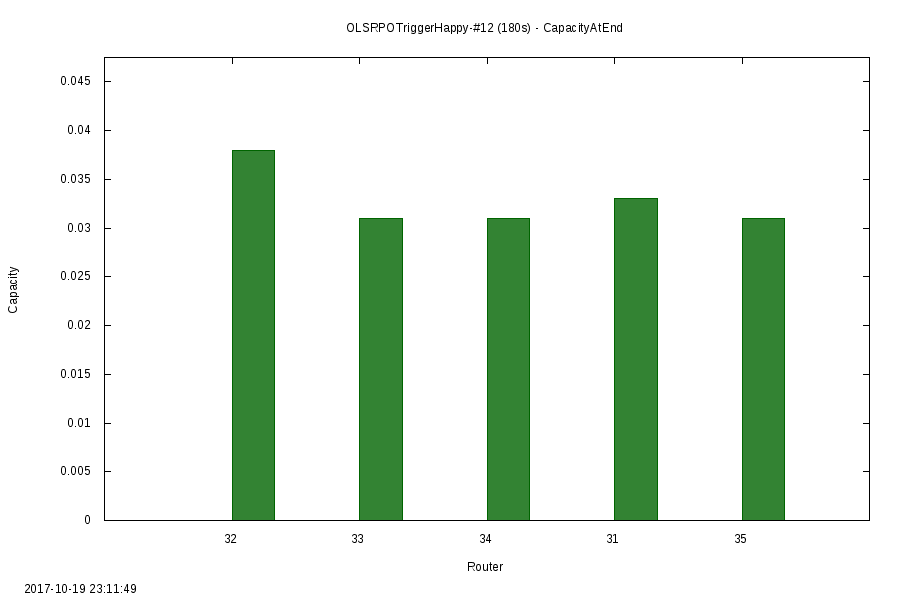 OLSRPOTriggerHappy-#12 (180s) - CapacityAtEnd
0.045
0.04
0.035
0.03
0.025
0.02
0.015
0.01
0.005
0
Capacity
32 33 34 31 35
Router
2017-10-19 23:11:49